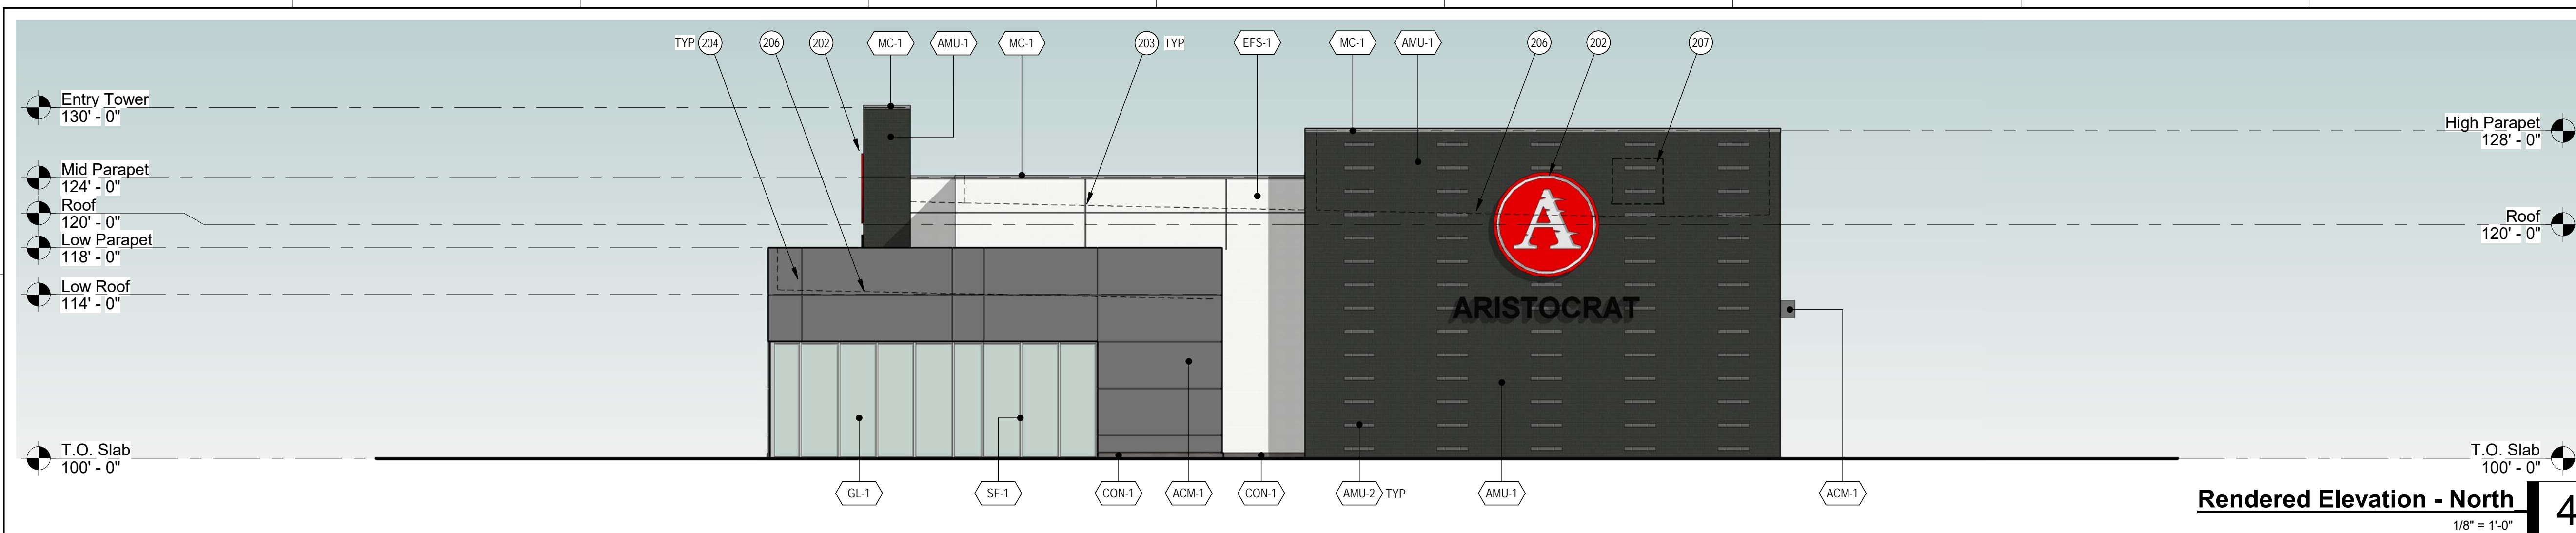 TYP 204 206 202 MC-1 AMU-1 MC-1 203 TYP EFS-1 MC-1 AMU-1 206 202 207
Entry Tower
130' - 0"
High Parapet
128' - 0"
Mid Parapet
124' - 0"
Roof
120' - 0"
Roof
120' - 0"
Low Parapet
118' - 0"
Low Roof
114' - 0"
A
ARISTOCRAT
T.O. Slab
100' - 0"
T.O. Slab
100' - 0"
GL-1 SF-1 CON-1 ACM-1 CON-1 AMU-2 TYP AMU-1 ACM-1
Rendered Elevation - North 4
1/8" = 1'-0"